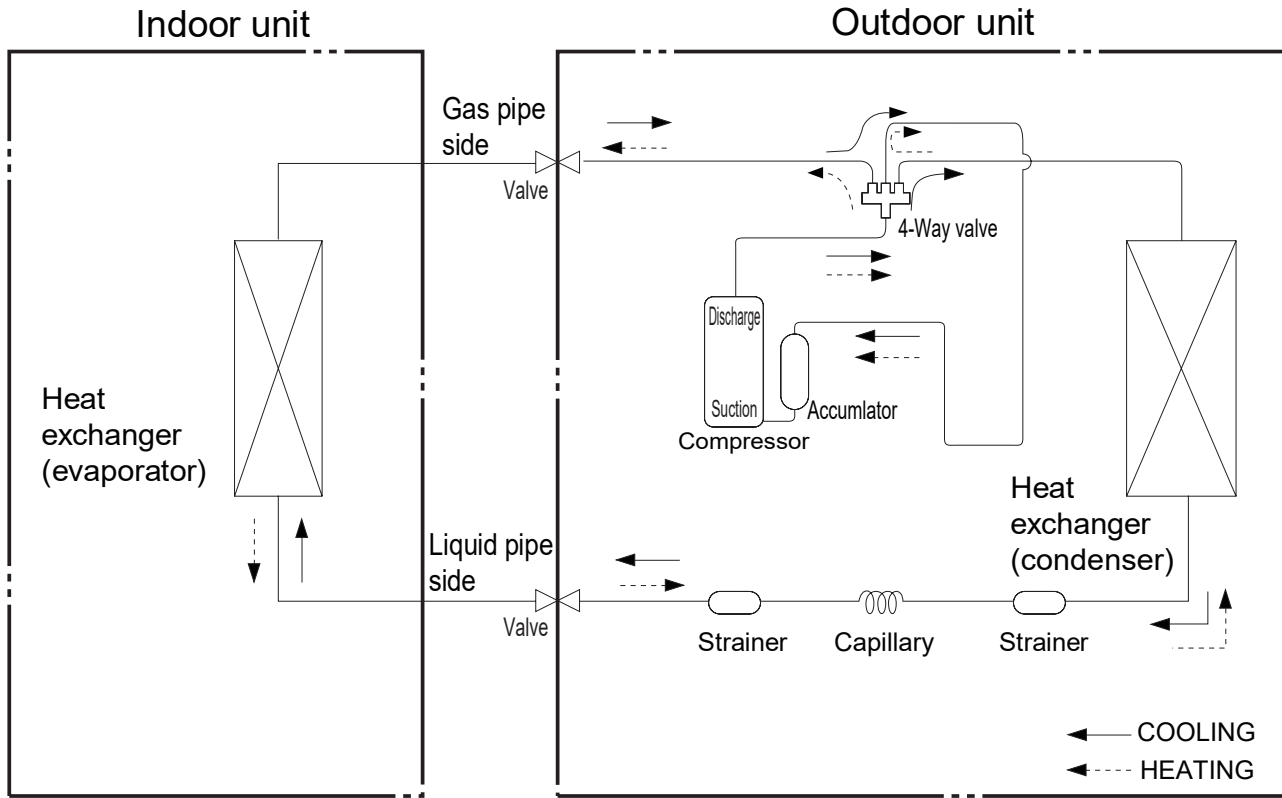 Indoor unit
Outdoor unit
Gas pipe
side
Valve
4-Way valve
Discharge
Suction
Accumlator
Compressor
Heat
exchanger
(evaporator)
Heat
exchanger
(condenser)
Liquid pipe
side
Valve
Strainer
Capillary
Strainer
COOLING
HEATING